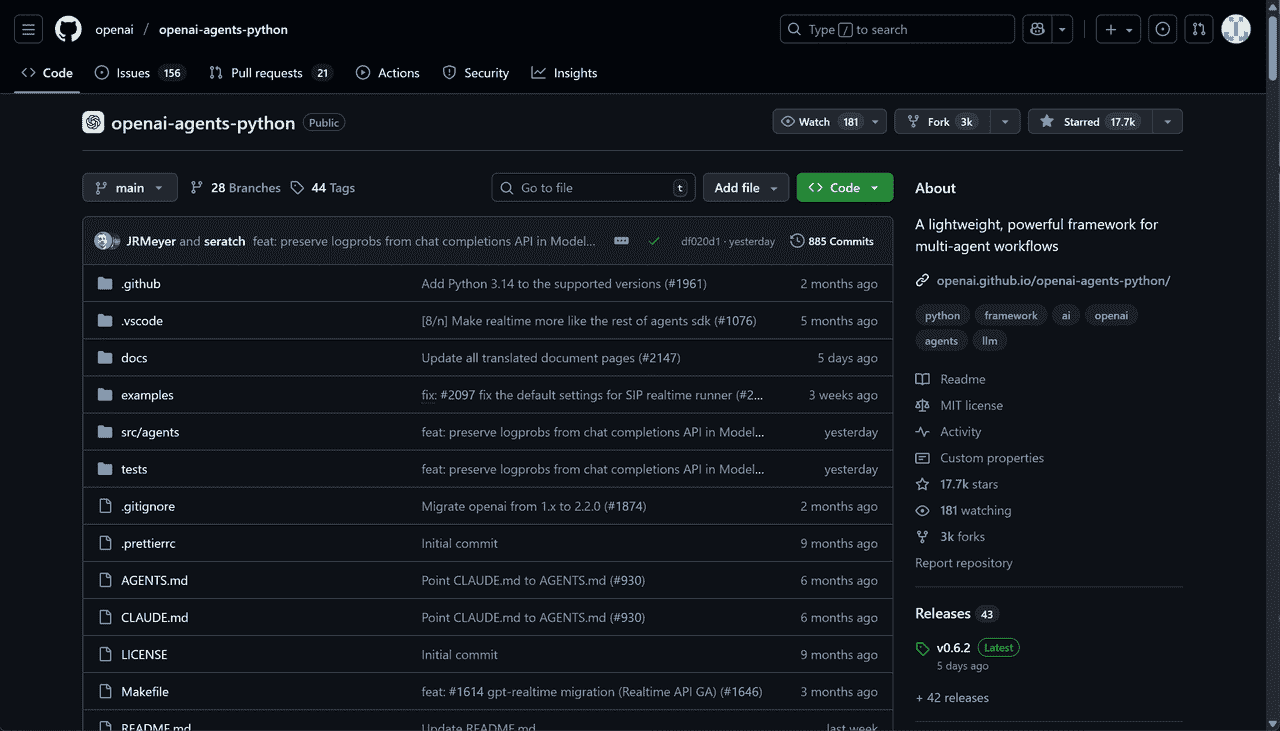 openai / openai-agents-python
Type / to search
Code
Issues 156
Pull requests 21
Actions
Security
Insights
openai-agents-python Public
Watch 181
Fork 3k
Starred 17.7k
main
28 Branches
44 Tags
Go to file t
Add file
Code
JRMeyer and seratch feat: preserve logprobs from chat completions API in Model... df020d1 · yesterday 885 Commits
.github Add Python 3.14 to the supported versions (#1961) 2 months ago
.vscode [8/n] Make realtime more like the rest of agents sdk (#1076) 5 months ago
docs Update all translated document pages (#2147) 5 days ago
examples fix: #2097 fix the default settings for SIP realtime runner (#2... 3 weeks ago
src/agents feat: preserve logprobs from chat completions API in Model... yesterday
tests feat: preserve logprobs from chat completions API in Model... yesterday
.gitignore Migrate openai from 1.x to 2.2.0 (#1874) 2 months ago
.prettierrc Initial commit 9 months ago
AGENTS.md Point CLAUDE.md to AGENTS.md (#930) 6 months ago
CLAUDE.md Point CLAUDE.md to AGENTS.md (#930) 6 months ago
LICENSE Initial commit 9 months ago
Makefile feat: #1614 gpt-realtime migration (Realtime API GA) (#1646) 3 months ago
README.md Update README.md last week
About
A lightweight, powerful framework for
multi-agent workflows
openai.github.io/openai-agents-python/
python framework ai openai
agents llm
Readme
MIT license
Activity
Custom properties
17.7k stars
181 watching
3k forks
Report repository
Releases 43
v0.6.2 Latest
5 days ago
+ 42 releases